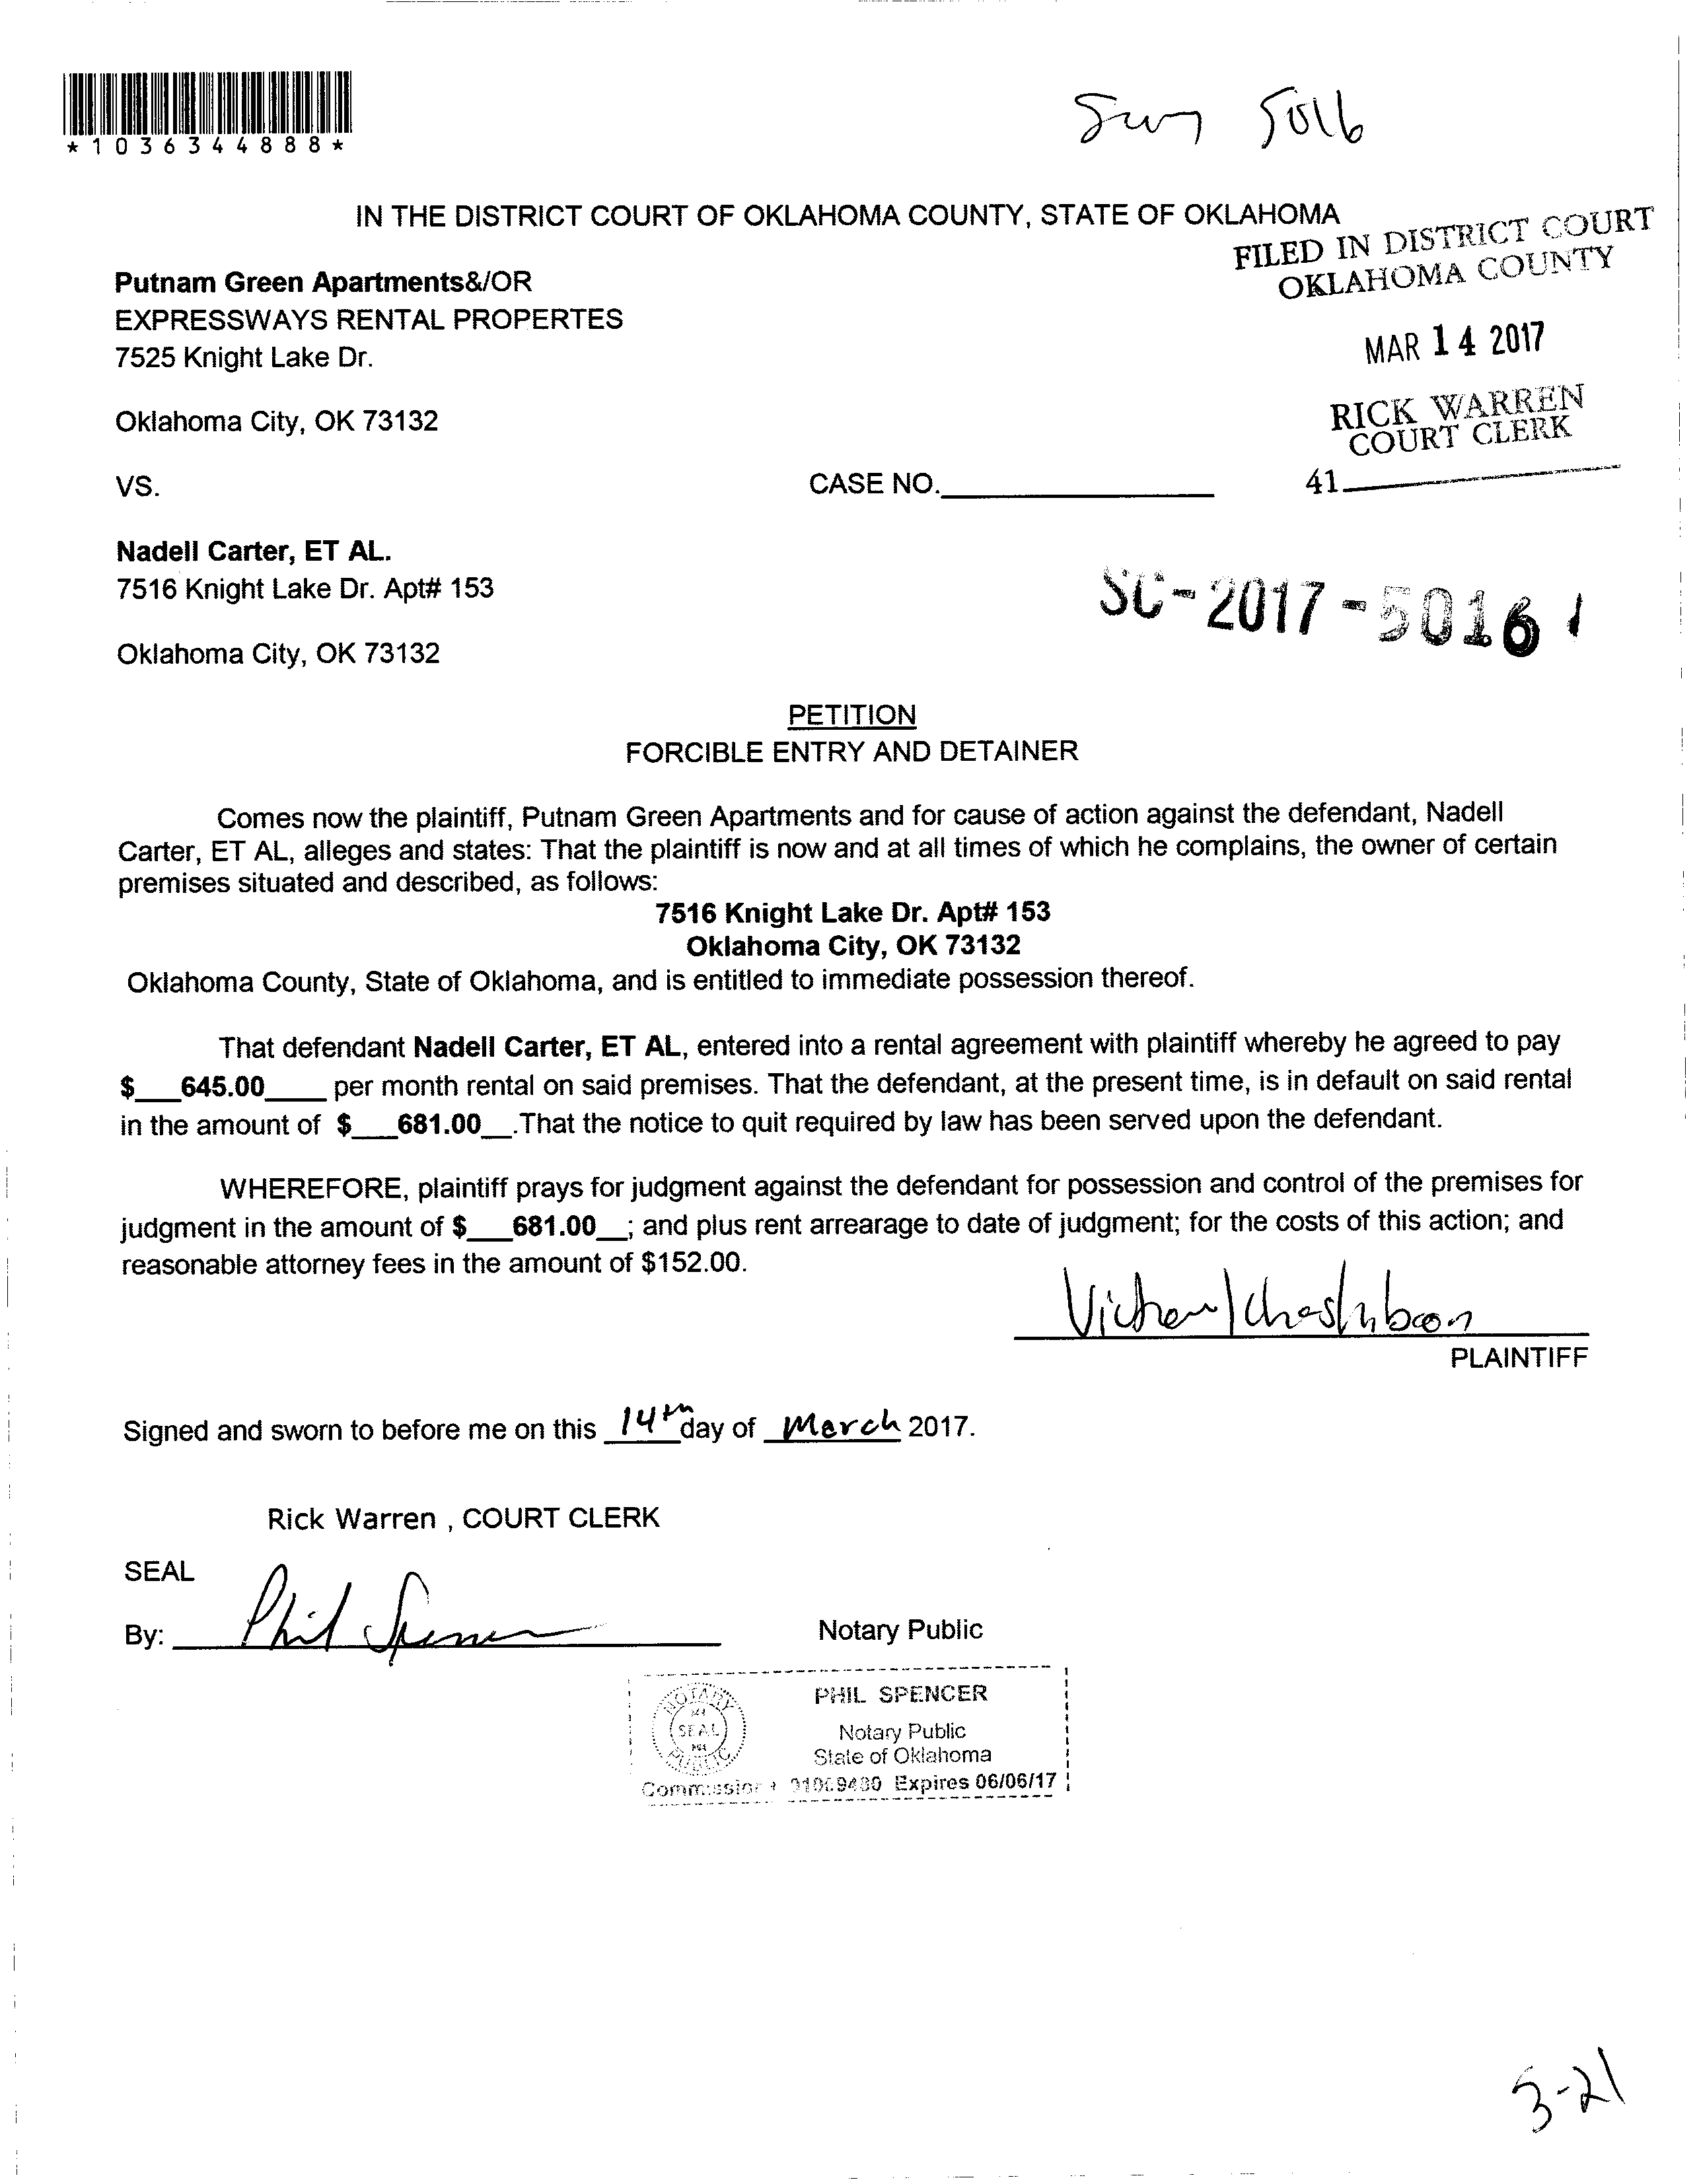 *1036344888*
5016
IN THE DISTRICT COURT OF OKLAHOMA COUNTY, STATE OF OKLAHOMA
FILED IN DISTRICT COURT
OKLAHOMA COUNTY
Putnam Green Apartments&/OR
EXPRESSWAYS RENTAL PROPERTES
7525 Knight Lake Dr.
MAR 14 2017
Oklahoma City, OK 73132
RICK WARREN
COURT CLERK
VS.
CASE NO.______________
41______________
Nadell Carter, ET AL.
7516 Knight Lake Dr. Apt# 153
SC-2017-5016
Oklahoma City, OK 73132
PETITION
FORCIBLE ENTRY AND DETAINER
Comes now the plaintiff, Putnam Green Apartments and for cause of action against the defendant, Nadell
Carter, ET AL, alleges and states: That the plaintiff is now and at all times of which he complains, the owner of certain
premises situated and described, as follows:
7516 Knight Lake Dr. Apt# 153
Oklahoma City, OK 73132
Oklahoma County, State of Oklahoma, and is entitled to immediate possession thereof.
That defendant Nadell Carter, ET AL, entered into a rental agreement with plaintiff whereby he agreed to pay
$___645.00____ per month rental on said premises. That the defendant, at the present time, is in default on said rental
in the amount of $___681.00__.That the notice to quit required by law has been served upon the defendant.
WHEREFORE, plaintiff prays for judgment against the defendant for possession and control of the premises for
judgment in the amount of $___681.00__; and plus rent arrearage to date of judgment; for the costs of this action; and
reasonable attorney fees in the amount of $152.00.
PLAINTIFF
Signed and sworn to before me on this 14th day of March 2017.
Rick Warren , COURT CLERK
SEAL
By: Phil Spencer
Notary Public
NOTARY
SEAL
PUBLIC
PHIL SPENCER
Notary Public
State of Oklahoma
Commission # Expires 06/06/17
3-21